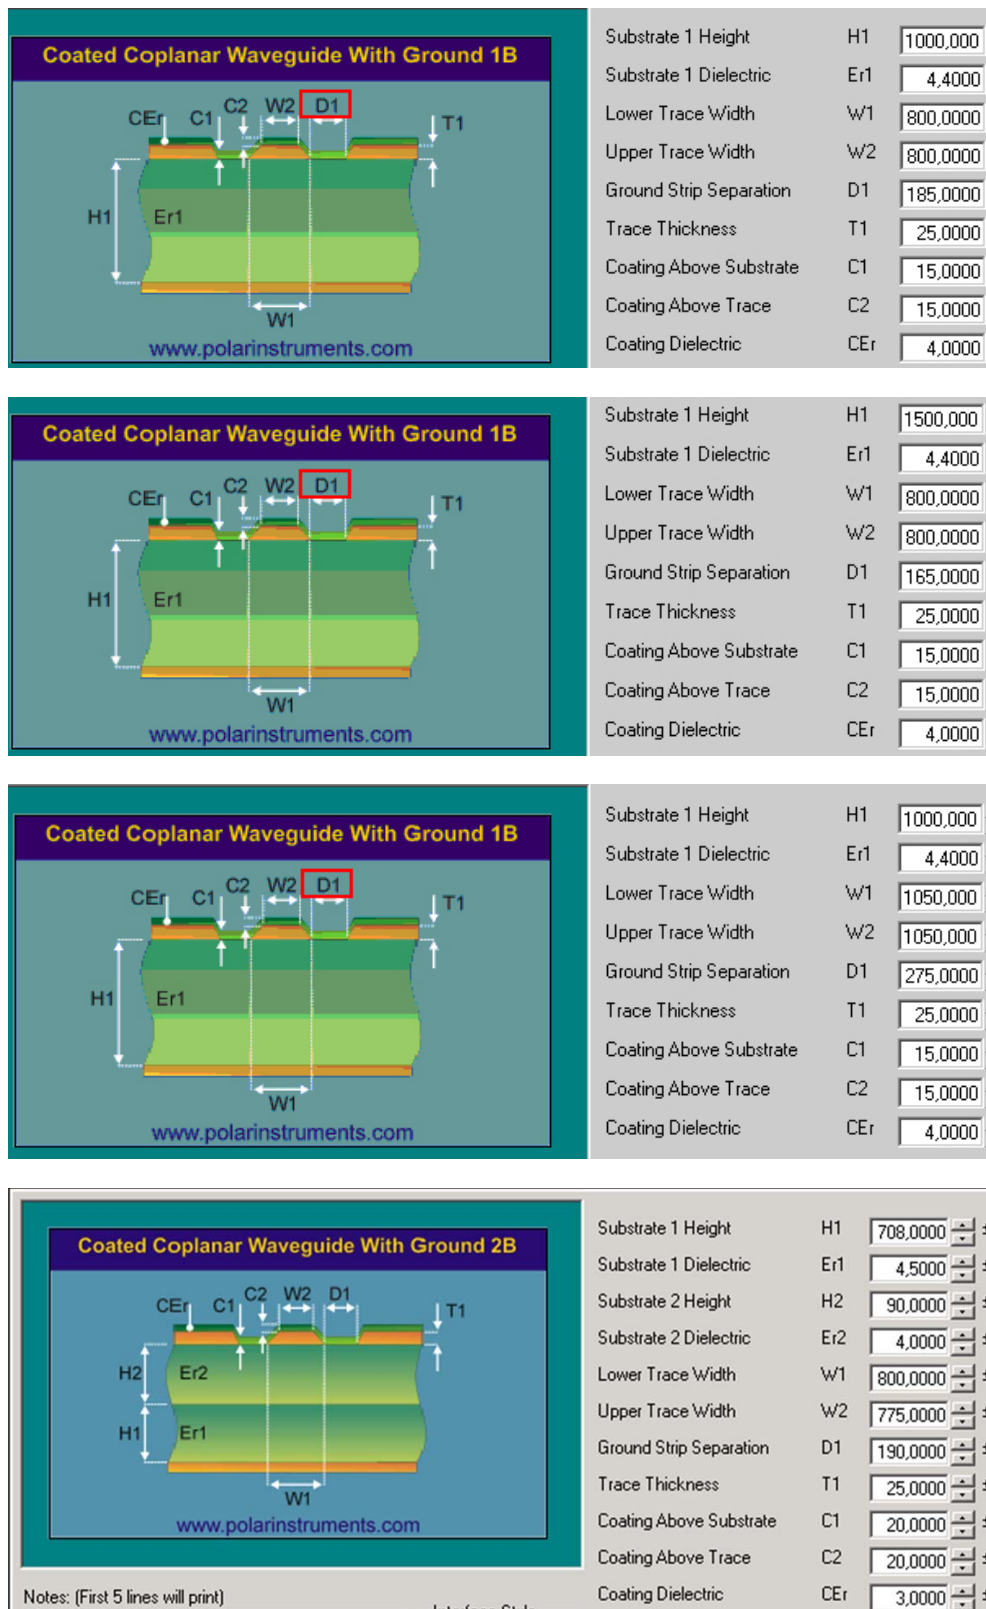 Coated Coplanar Waveguide With Ground 1B
CEr C1 C2 W2 D1 T1
H1 Er1
W1
www.polarinstruments.com
Substrate 1 Height H1 1000,000
Substrate 1 Dielectric Er1 4,4000
Lower Trace Width W1 800,0000
Upper Trace Width W2 800,0000
Ground Strip Separation D1 185,0000
Trace Thickness T1 25,0000
Coating Above Substrate C1 15,0000
Coating Above Trace C2 15,0000
Coating Dielectric CEr 4,0000
Coated Coplanar Waveguide With Ground 1B
CEr C1 C2 W2 D1 T1
H1 Er1
W1
www.polarinstruments.com
Substrate 1 Height H1 1500,000
Substrate 1 Dielectric Er1 4,4000
Lower Trace Width W1 800,0000
Upper Trace Width W2 800,0000
Ground Strip Separation D1 165,0000
Trace Thickness T1 25,0000
Coating Above Substrate C1 15,0000
Coating Above Trace C2 15,0000
Coating Dielectric CEr 4,0000
Coated Coplanar Waveguide With Ground 1B
CEr C1 C2 W2 D1 T1
H1 Er1
W1
www.polarinstruments.com
Substrate 1 Height H1 1000,000
Substrate 1 Dielectric Er1 4,4000
Lower Trace Width W1 1050,000
Upper Trace Width W2 1050,000
Ground Strip Separation D1 275,0000
Trace Thickness T1 25,0000
Coating Above Substrate C1 15,0000
Coating Above Trace C2 15,0000
Coating Dielectric CEr 4,0000
Coated Coplanar Waveguide With Ground 2B
CEr C1 C2 W2 D1 T1
H2 Er2
H1 Er1
W1
www.polarinstruments.com
Notes: (First 5 lines will print)
Substrate 1 Height H1 708,0000
Substrate 1 Dielectric Er1 4,5000
Substrate 2 Height H2 90,0000
Substrate 2 Dielectric Er2 4,0000
Lower Trace Width W1 800,0000
Upper Trace Width W2 775,0000
Ground Strip Separation D1 190,0000
Trace Thickness T1 25,0000
Coating Above Substrate C1 20,0000
Coating Above Trace C2 20,0000
Coating Dielectric CEr 3,0000